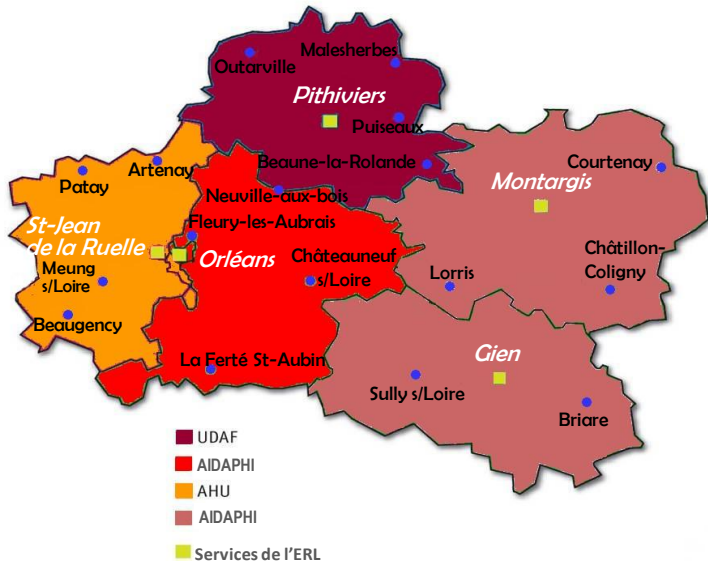 Malesherbes
Outarville
Pithiviers
Puiseaux
Beaune-la-Rolande
Courtenay
Artenay
Patay
Montargis
Neuville-aux-bois
St-Jean
de la Ruelle
Fleury-les-Aubrais
Orléans
Châteauneuf
s/Loire
Châtillon-
Coligny
Meung
s/Loire
Lorris
Beaugency
Gien
La Ferté St-Aubin
Sully s/Loire
Briare
UDAF
AIDAPHI
AHU
AIDAPHI
Services de l'ERL